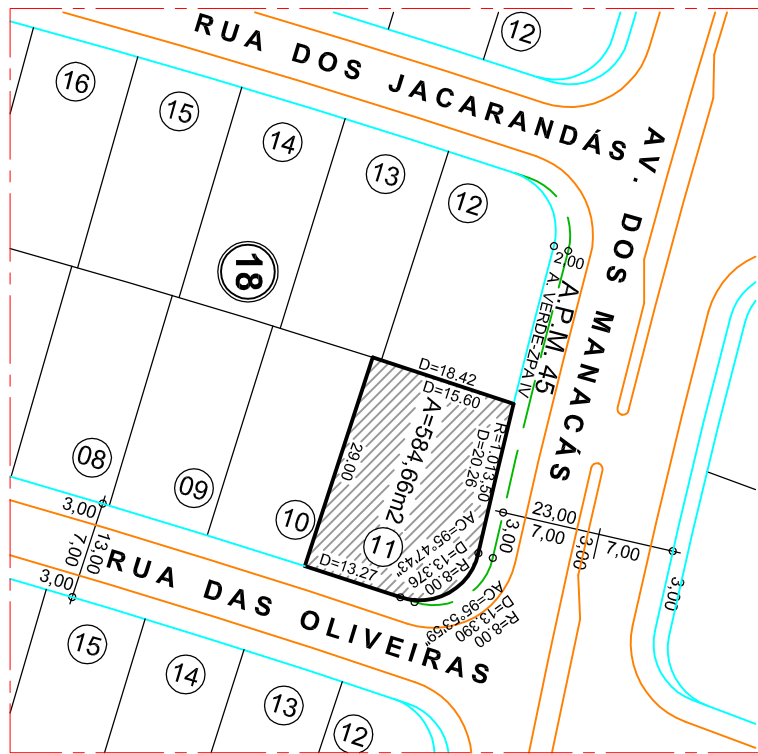 RUA DOS JACARANDÁS
12
16
15
14
13
12
18
AV. DOS MANACÁS
2,00
A.P.M. 45
A. VERDE-ZPA IV
D=18.42
D=15.60
A=584,66m2
29.00
R=1.013,50
D=20.26
08
09
10
11
D=13.27
AC=95°47'43"
D=13.376
R=8.00
AC=95°53'59"
D=13.390
R=8.00
3,00
23,00
7,00
3,00
7,00
3,00
3,00
13,00
7,00
3,00
RUA DAS OLIVEIRAS
15
14
13
12